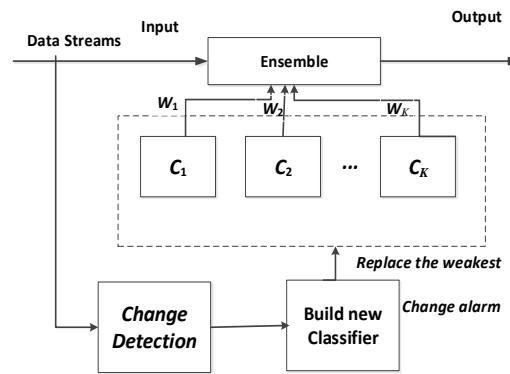 Output
Input
Data Streams
Ensemble
W1
W2
WK
C1
C2
...
CK
Replace the weakest
Change
Detection
Build new
Classifier
Change alarm